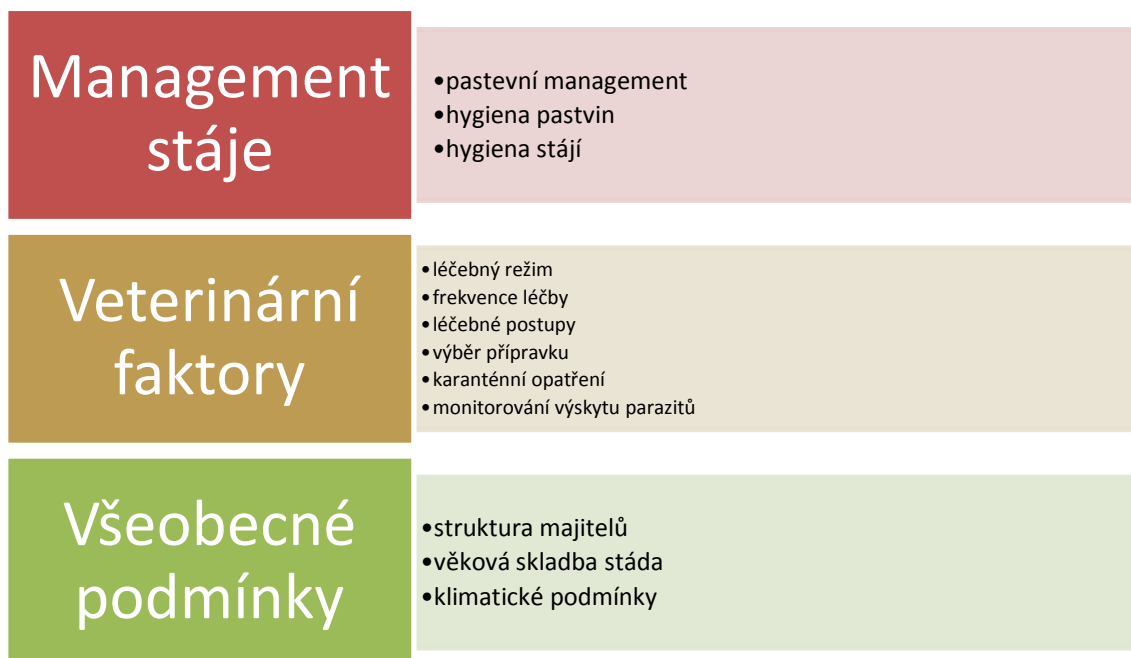 Management
stáje
•pastevní management
•hygiena pastvin
•hygiena stájí
Veterinární
faktory
•léčebný režim
•frekvence léčby
•léčebné postupy
•výběr přípravku
•karanténní opatření
•monitorování výskytu parazitů
Všeobecné
podmínky
•struktura majitelů
•věková skladba stáda
•klimatické podmínky